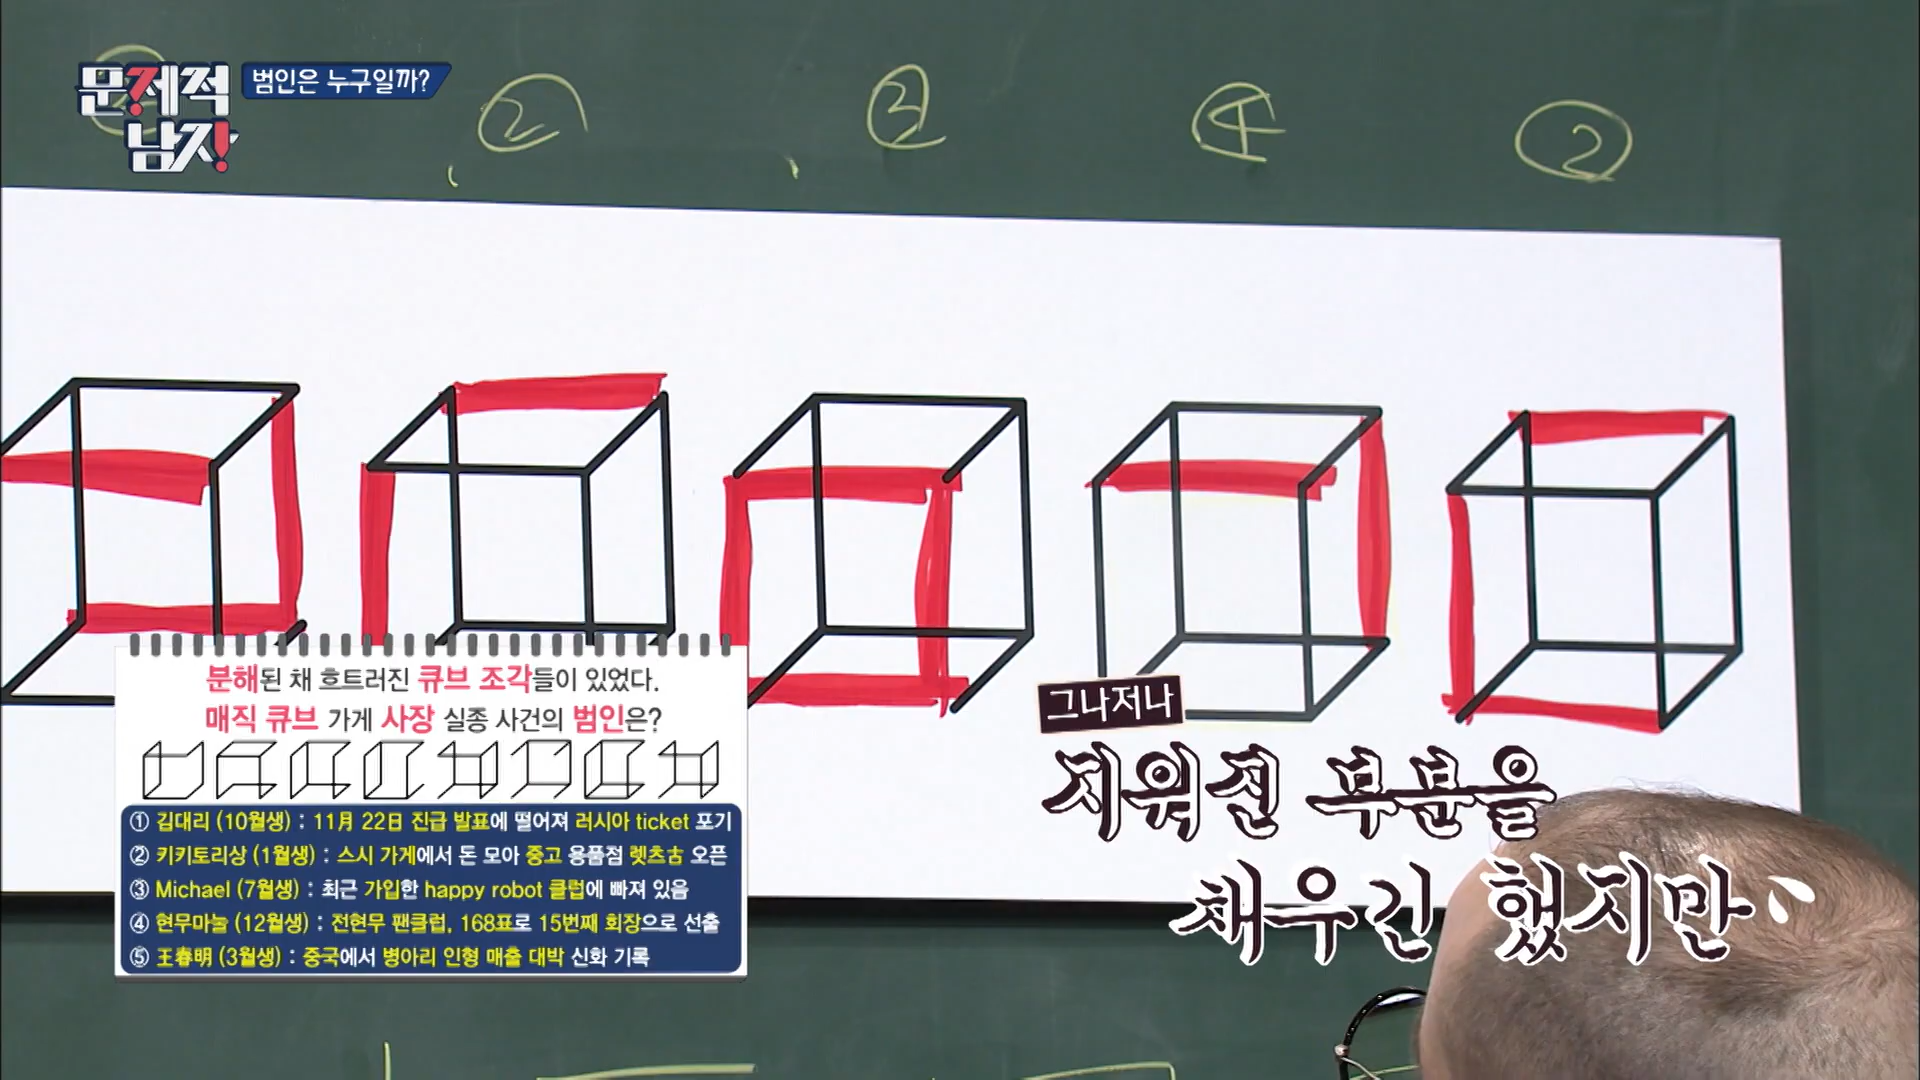 문제적
남자
범인은 누구일까?
②
③
④
②
분해된 채 흐트러진 큐브 조각들이 있었다.
매직 큐브 가게 사장 실종 사건의 범인은?
① 김대리 (10월생) : 11月 22日 진급 발표에 떨어져 러시아 ticket 포기
② 키키토리상 (1월생) : 스시 가게에서 돈 모아 중고 용품점 렛츠古 오픈
③ Michael (7월생) : 최근 가입한 happy robot 클럽에 빠져 있음
④ 현무마놀 (12월생) : 전현무 팬클럽, 168표로 15번째 회장으로 선출
⑤ 王春明 (3월생) : 중국에서 병아리 인형 매출 대박 신화 기록
그나저나
지워진 부분을
채우긴 했지만